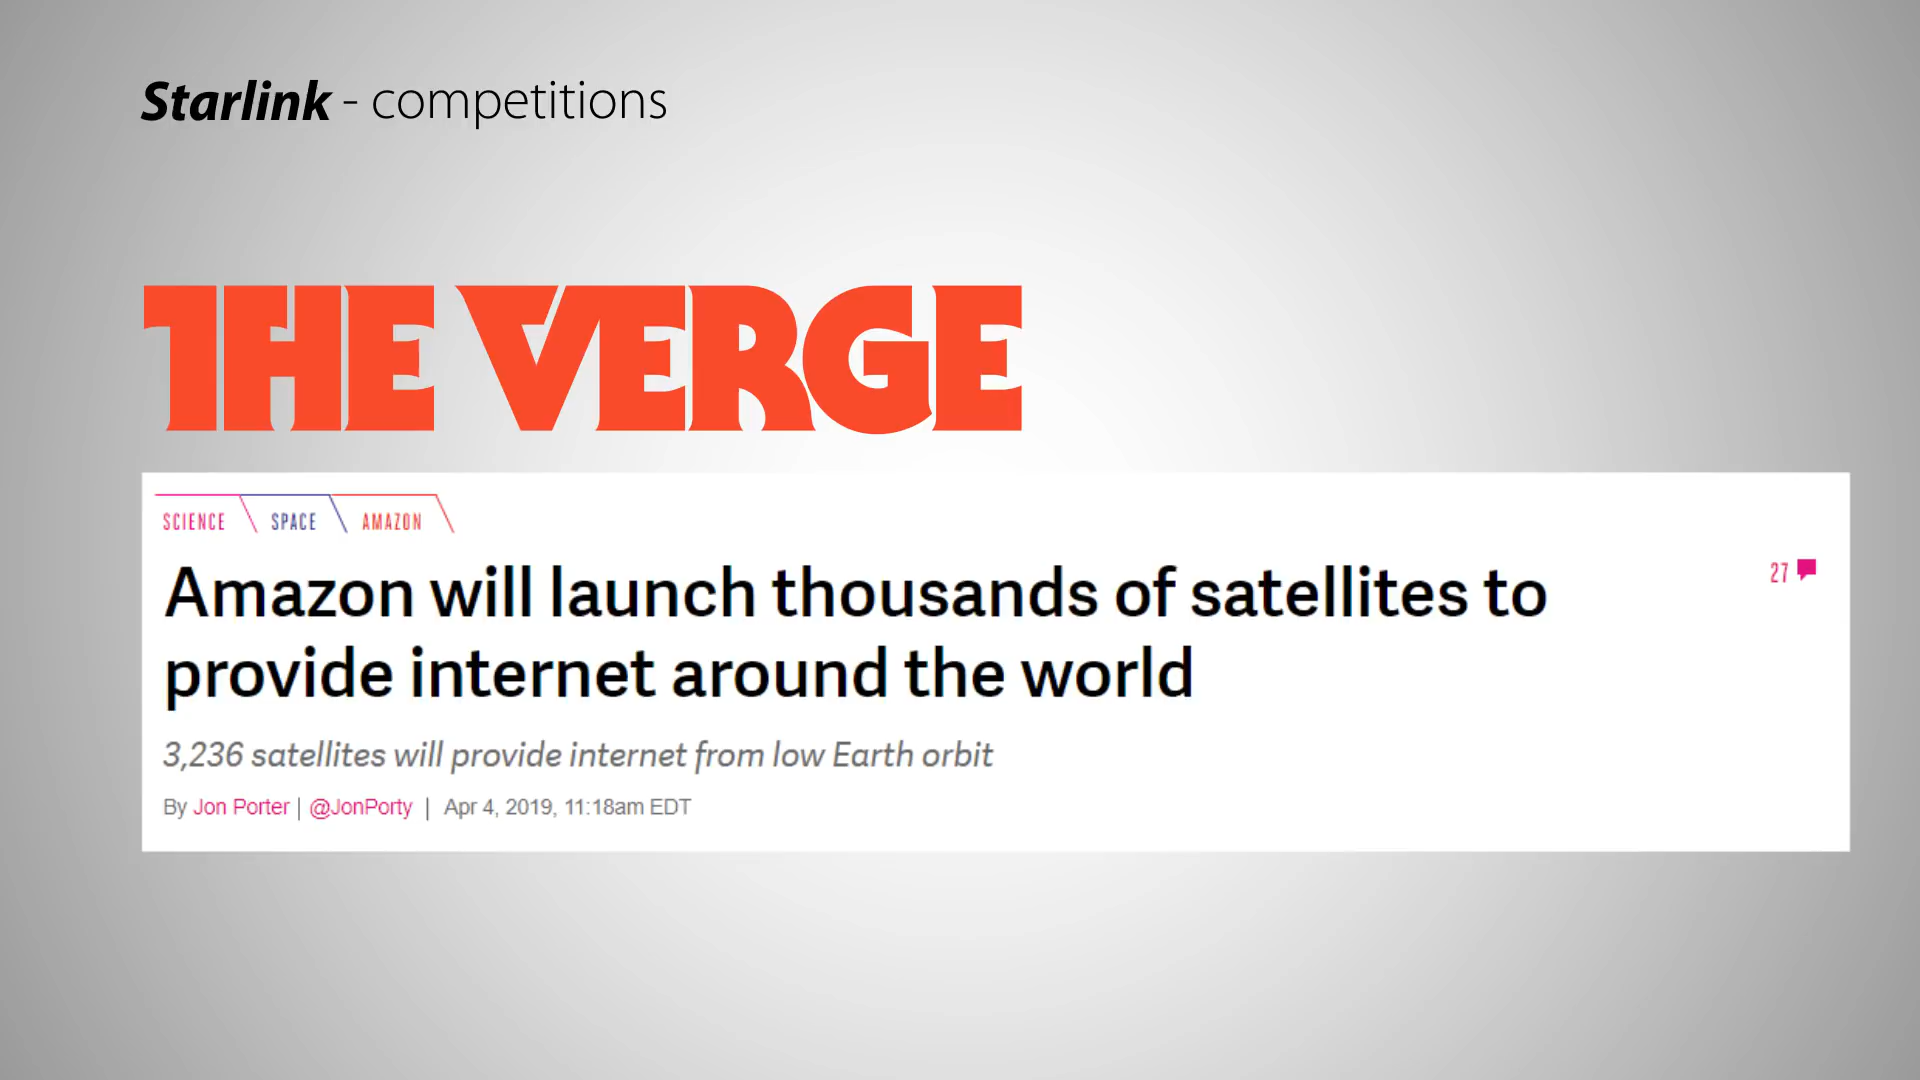 Starlink - competitions
THE VERGE
SCIENCE SPACE AMAZON
Amazon will launch thousands of satellites to
27
provide internet around the world
3,236 satellites will provide internet from low Earth orbit
By Jon Porter | @JonPorty | Apr 4, 2019, 11:18am EDT